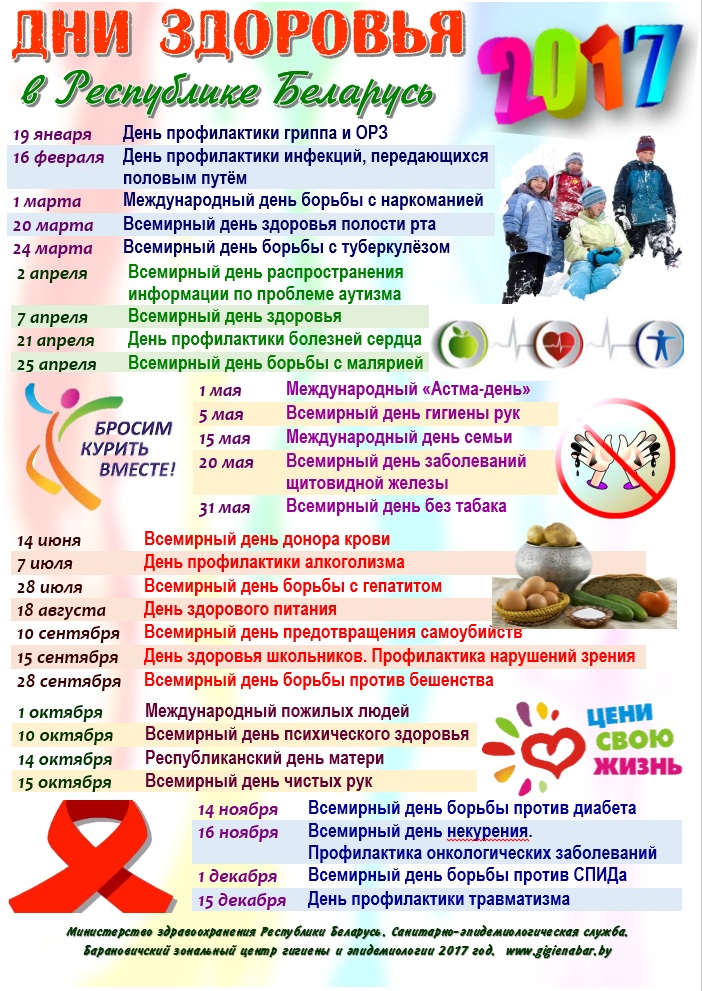 ДНИ ЗДОРОВЬЯ
2017
в Республике Беларусь
19 января День профилактики гриппа и ОРЗ
16 февраля День профилактики инфекций, передающихся
половым путём
1 марта Международный день борьбы с наркоманией
20 марта Всемирный день здоровья полости рта
24 марта Всемирный день борьбы с туберкулёзом
2 апреля Всемирный день распространения
информации по проблеме аутизма
7 апреля Всемирный день здоровья
21 апреля День профилактики болезней сердца
25 апреля Всемирный день борьбы с малярией
БРОСИМ
КУРИТЬ
ВМЕСТЕ!
1 мая Международный «Астма-день»
5 мая Всемирный день гигиены рук
15 мая Международный день семьи
20 мая Всемирный день заболеваний
щитовидной железы
31 мая Всемирный день без табака
14 июня Всемирный день донора крови
7 июля День профилактики алкоголизма
28 июля Всемирный день борьбы с гепатитом
18 августа День здорового питания
10 сентября Всемирный день предотвращения самоубийств
15 сентября День здоровья школьников. Профилактика нарушений зрения
28 сентября Всемирный день борьбы против бешенства
1 октября Международный пожилых людей
10 октября Всемирный день психического здоровья
14 октября Республиканский день матери
15 октября Всемирный день чистых рук
ЦЕНИ
СВОЮ
ЖИЗНЬ
14 ноября Всемирный день борьбы против диабета
16 ноября Всемирный день некурения.
Профилактика онкологических заболеваний
1 декабря Всемирный день борьбы против СПИДа
15 декабря День профилактики травматизма
Министерство здравоохранения Республики Беларусь. Санитарно-эпидемиологическая служба.
Барановичский зональный центр гигиены и эпидемиологии 2017 год. www.gigienabar.by